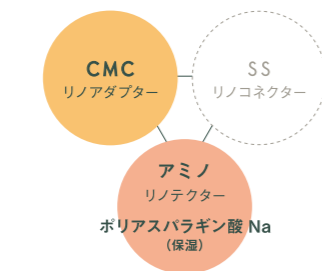 CMC
リノアダプター
SS
リノコネクター
アミノ
リノテクター
ポリアスパラギン酸 Na
（保湿）